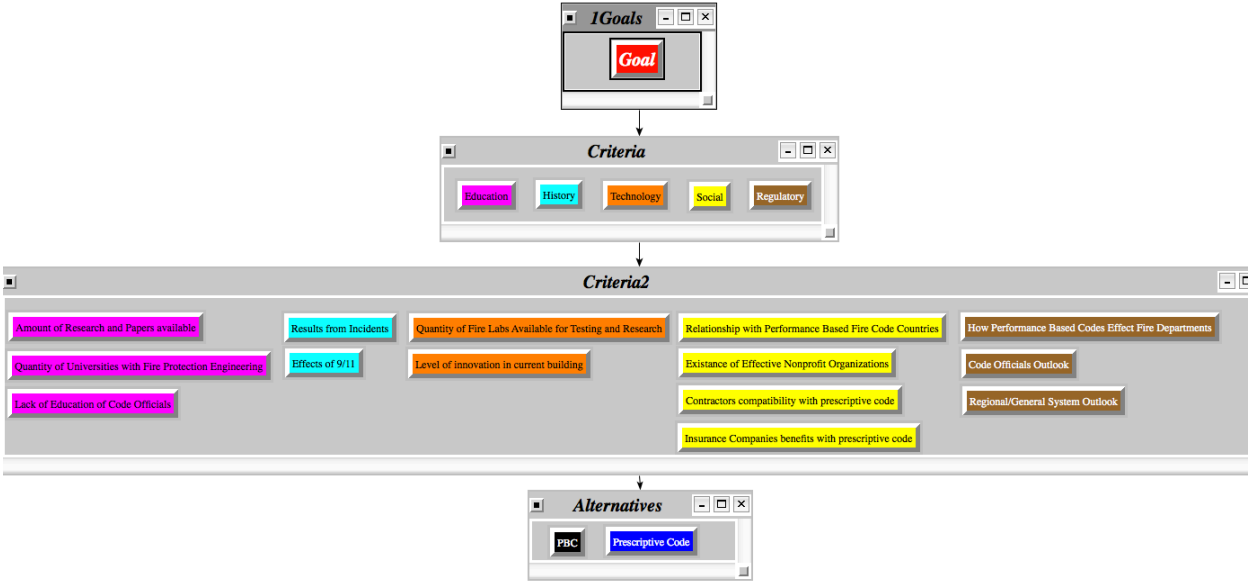 1Goals
Goal
Criteria
Education
History
Technology
Social
Regulatory
Criteria2
Amount of Research and Papers available
Results from Incidents
Quantity of Fire Labs Available for Testing and Research
Relationship with Performance Based Fire Code Countries
How Performance Based Codes Effect Fire Departments
Quantity of Universities with Fire Protection Engineering
Effects of 9/11
Level of innovation in current building
Existance of Effective Nonprofit Organizations
Code Officials Outlook
Lack of Education of Code Officials
Contractors compatibility with prescriptive code
Regional/General System Outlook
Insurance Companies benefits with prescriptive code
Alternatives
PBC
Prescriptive Code